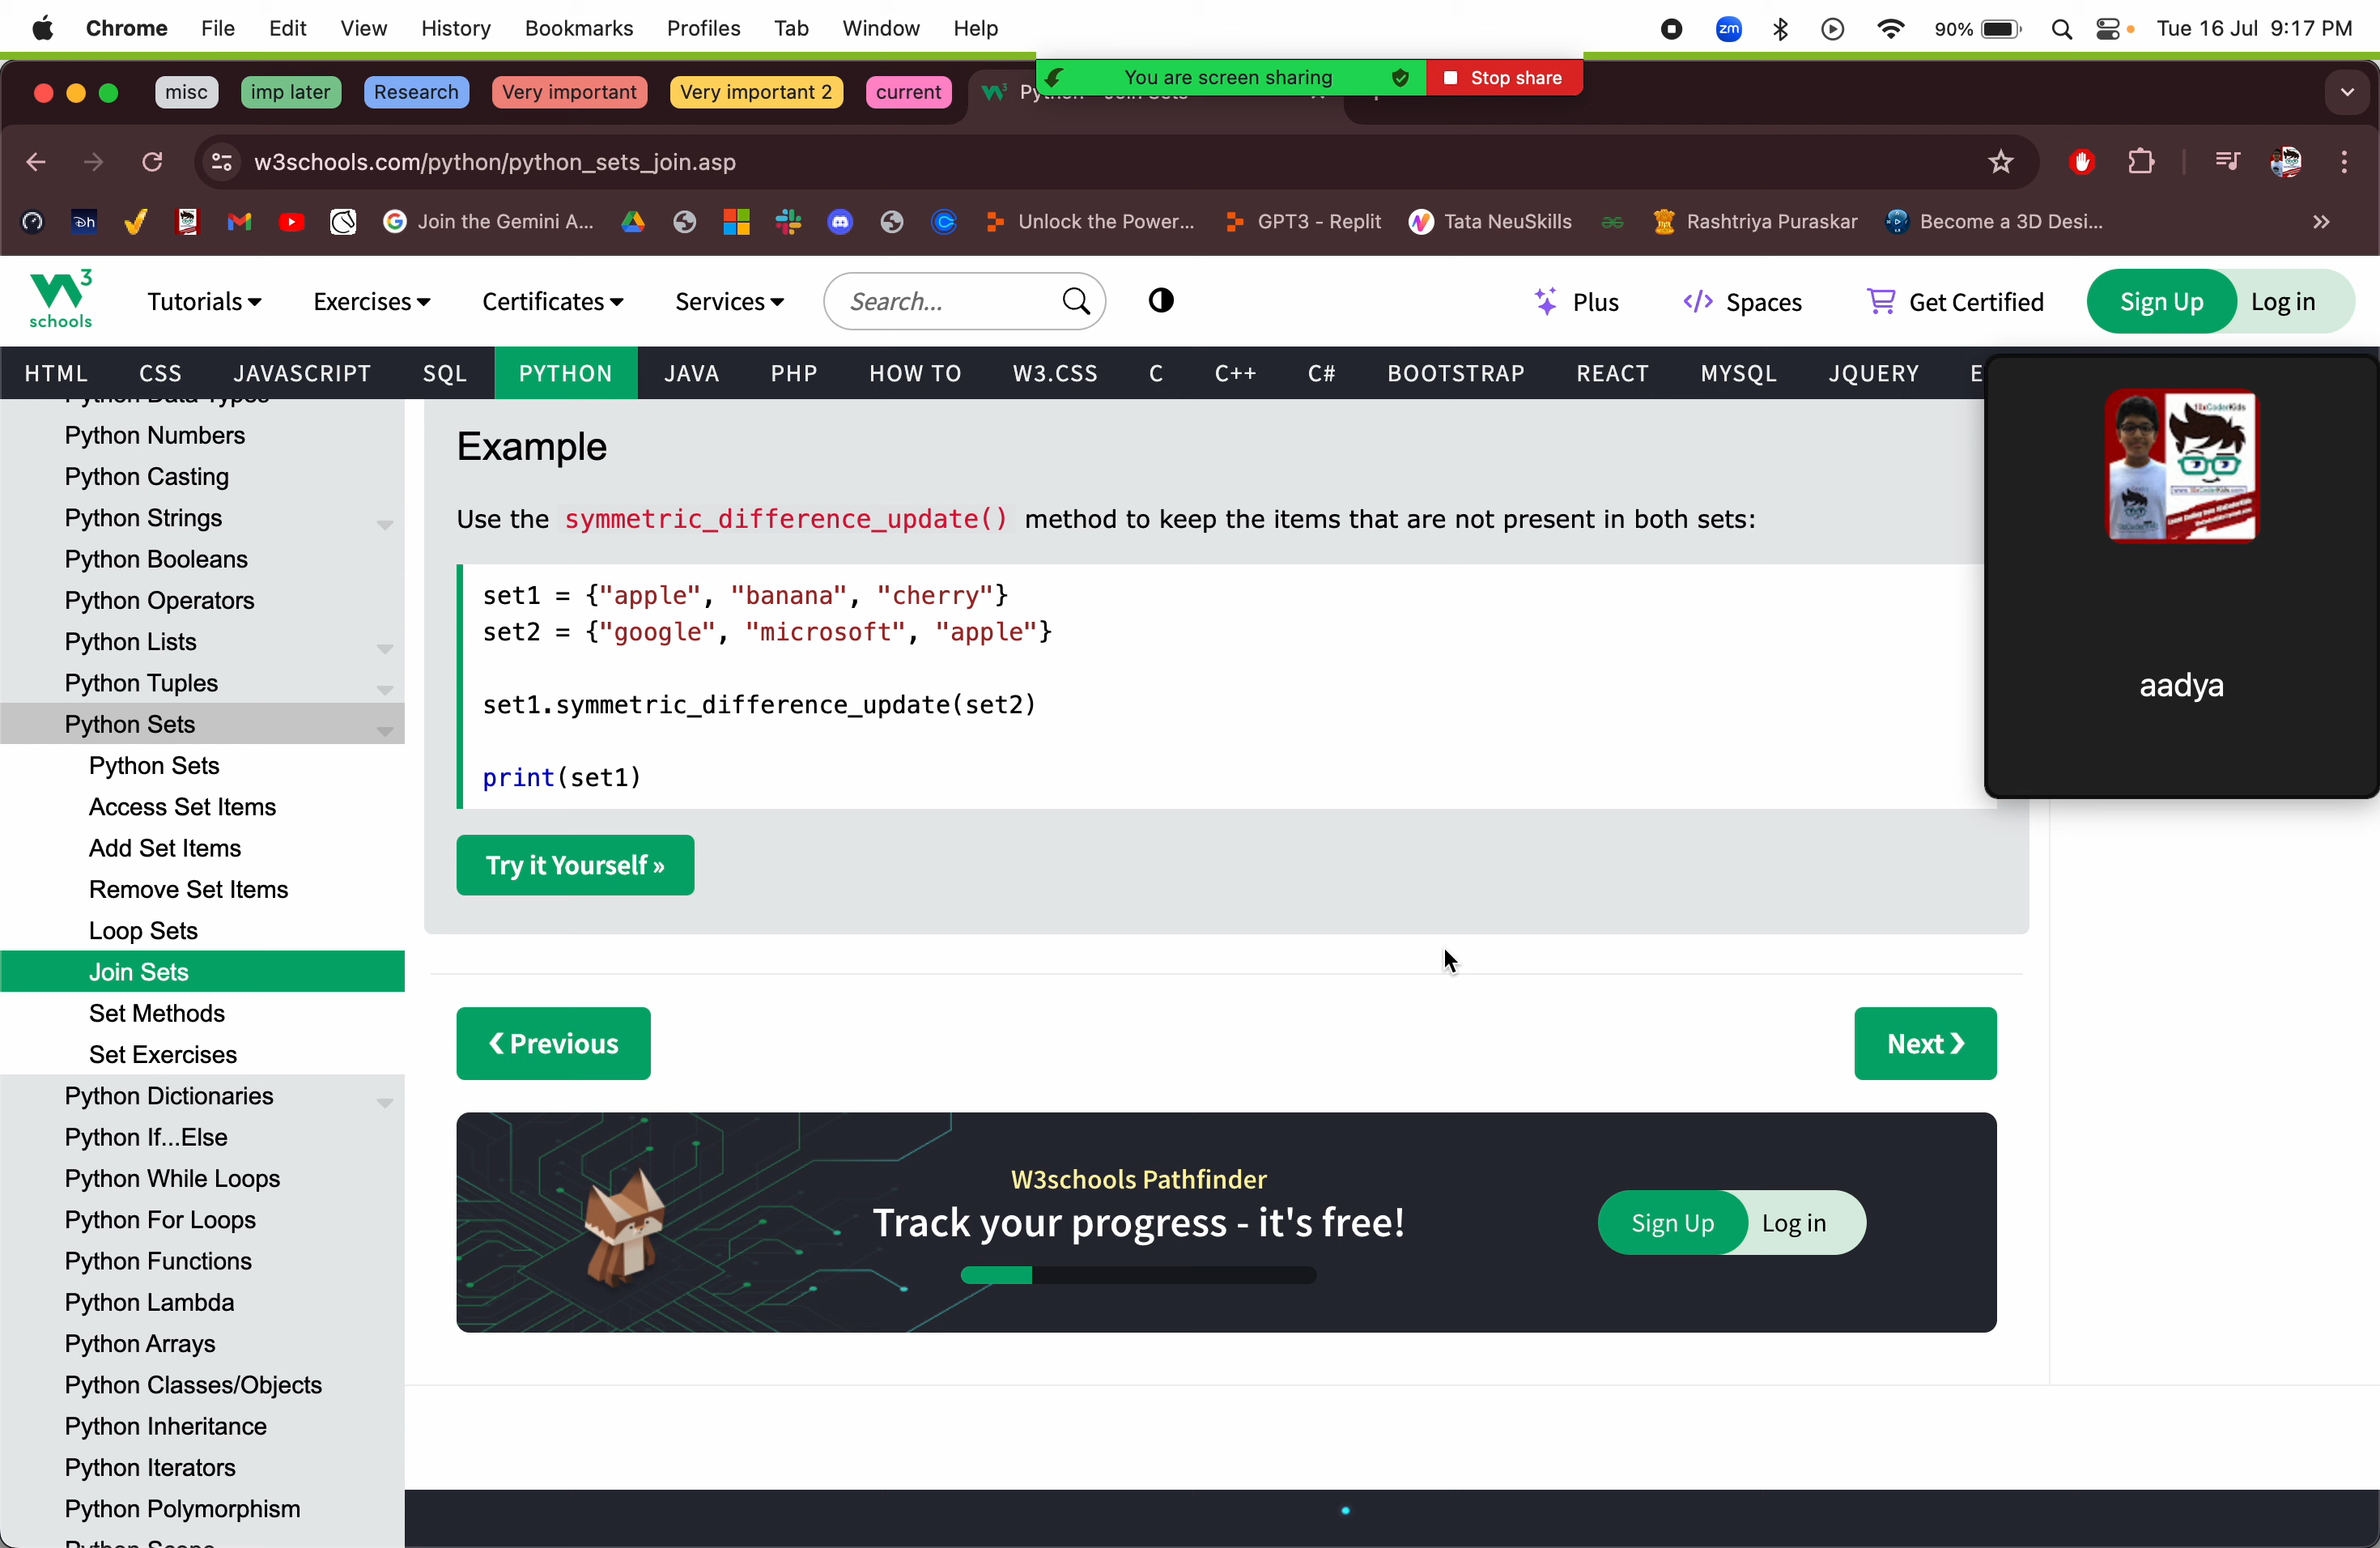 Chrome File Edit View History Bookmarks Profiles Tab Window Help
zm 90% Tue 16 Jul 9:17 PM
You are screen sharing Stop share
misc imp later Research Very important Very important 2 current
w3schools.com/python/python_sets_join.asp
Join the Gemini A... Unlock the Power... GPT3 - Replit Tata NeuSkills Rashtriya Puraskar Become a 3D Desi...
schools Tutorials Exercises Certificates Services Search... Plus Spaces Get Certified Sign Up Log in
HTML CSS JAVASCRIPT SQL PYTHON JAVA PHP HOW TO W3.CSS C C++ C# BOOTSTRAP REACT MYSQL JQUERY
Python Data Types
Python Numbers
Python Casting
Python Strings
Python Booleans
Python Operators
Python Lists
Python Tuples
Python Sets
Python Sets
Access Set Items
Add Set Items
Remove Set Items
Loop Sets
Join Sets
Set Methods
Set Exercises
Python Dictionaries
Python If...Else
Python While Loops
Python For Loops
Python Functions
Python Lambda
Python Arrays
Python Classes/Objects
Python Inheritance
Python Iterators
Python Polymorphism
Example
Use the symmetric_difference_update() method to keep the items that are not present in both sets:
set1 = {"apple", "banana", "cherry"}
set2 = {"google", "microsoft", "apple"}
set1.symmetric_difference_update(set2)
print(set1)
Try it Yourself »
❮ Previous
Next ❯
W3schools Pathfinder
Track your progress - it's free!
Sign Up Log in
aadya